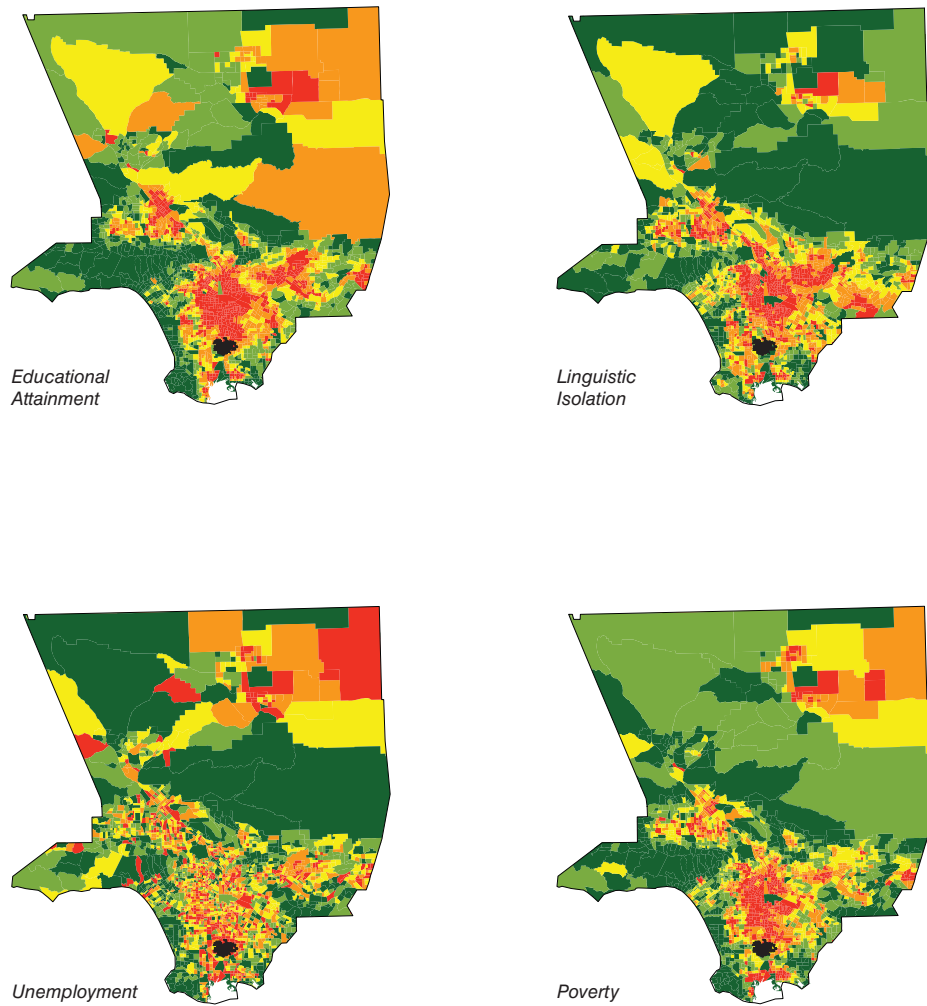 Educational
Attainment
Linguistic
Isolation
Unemployment
Poverty